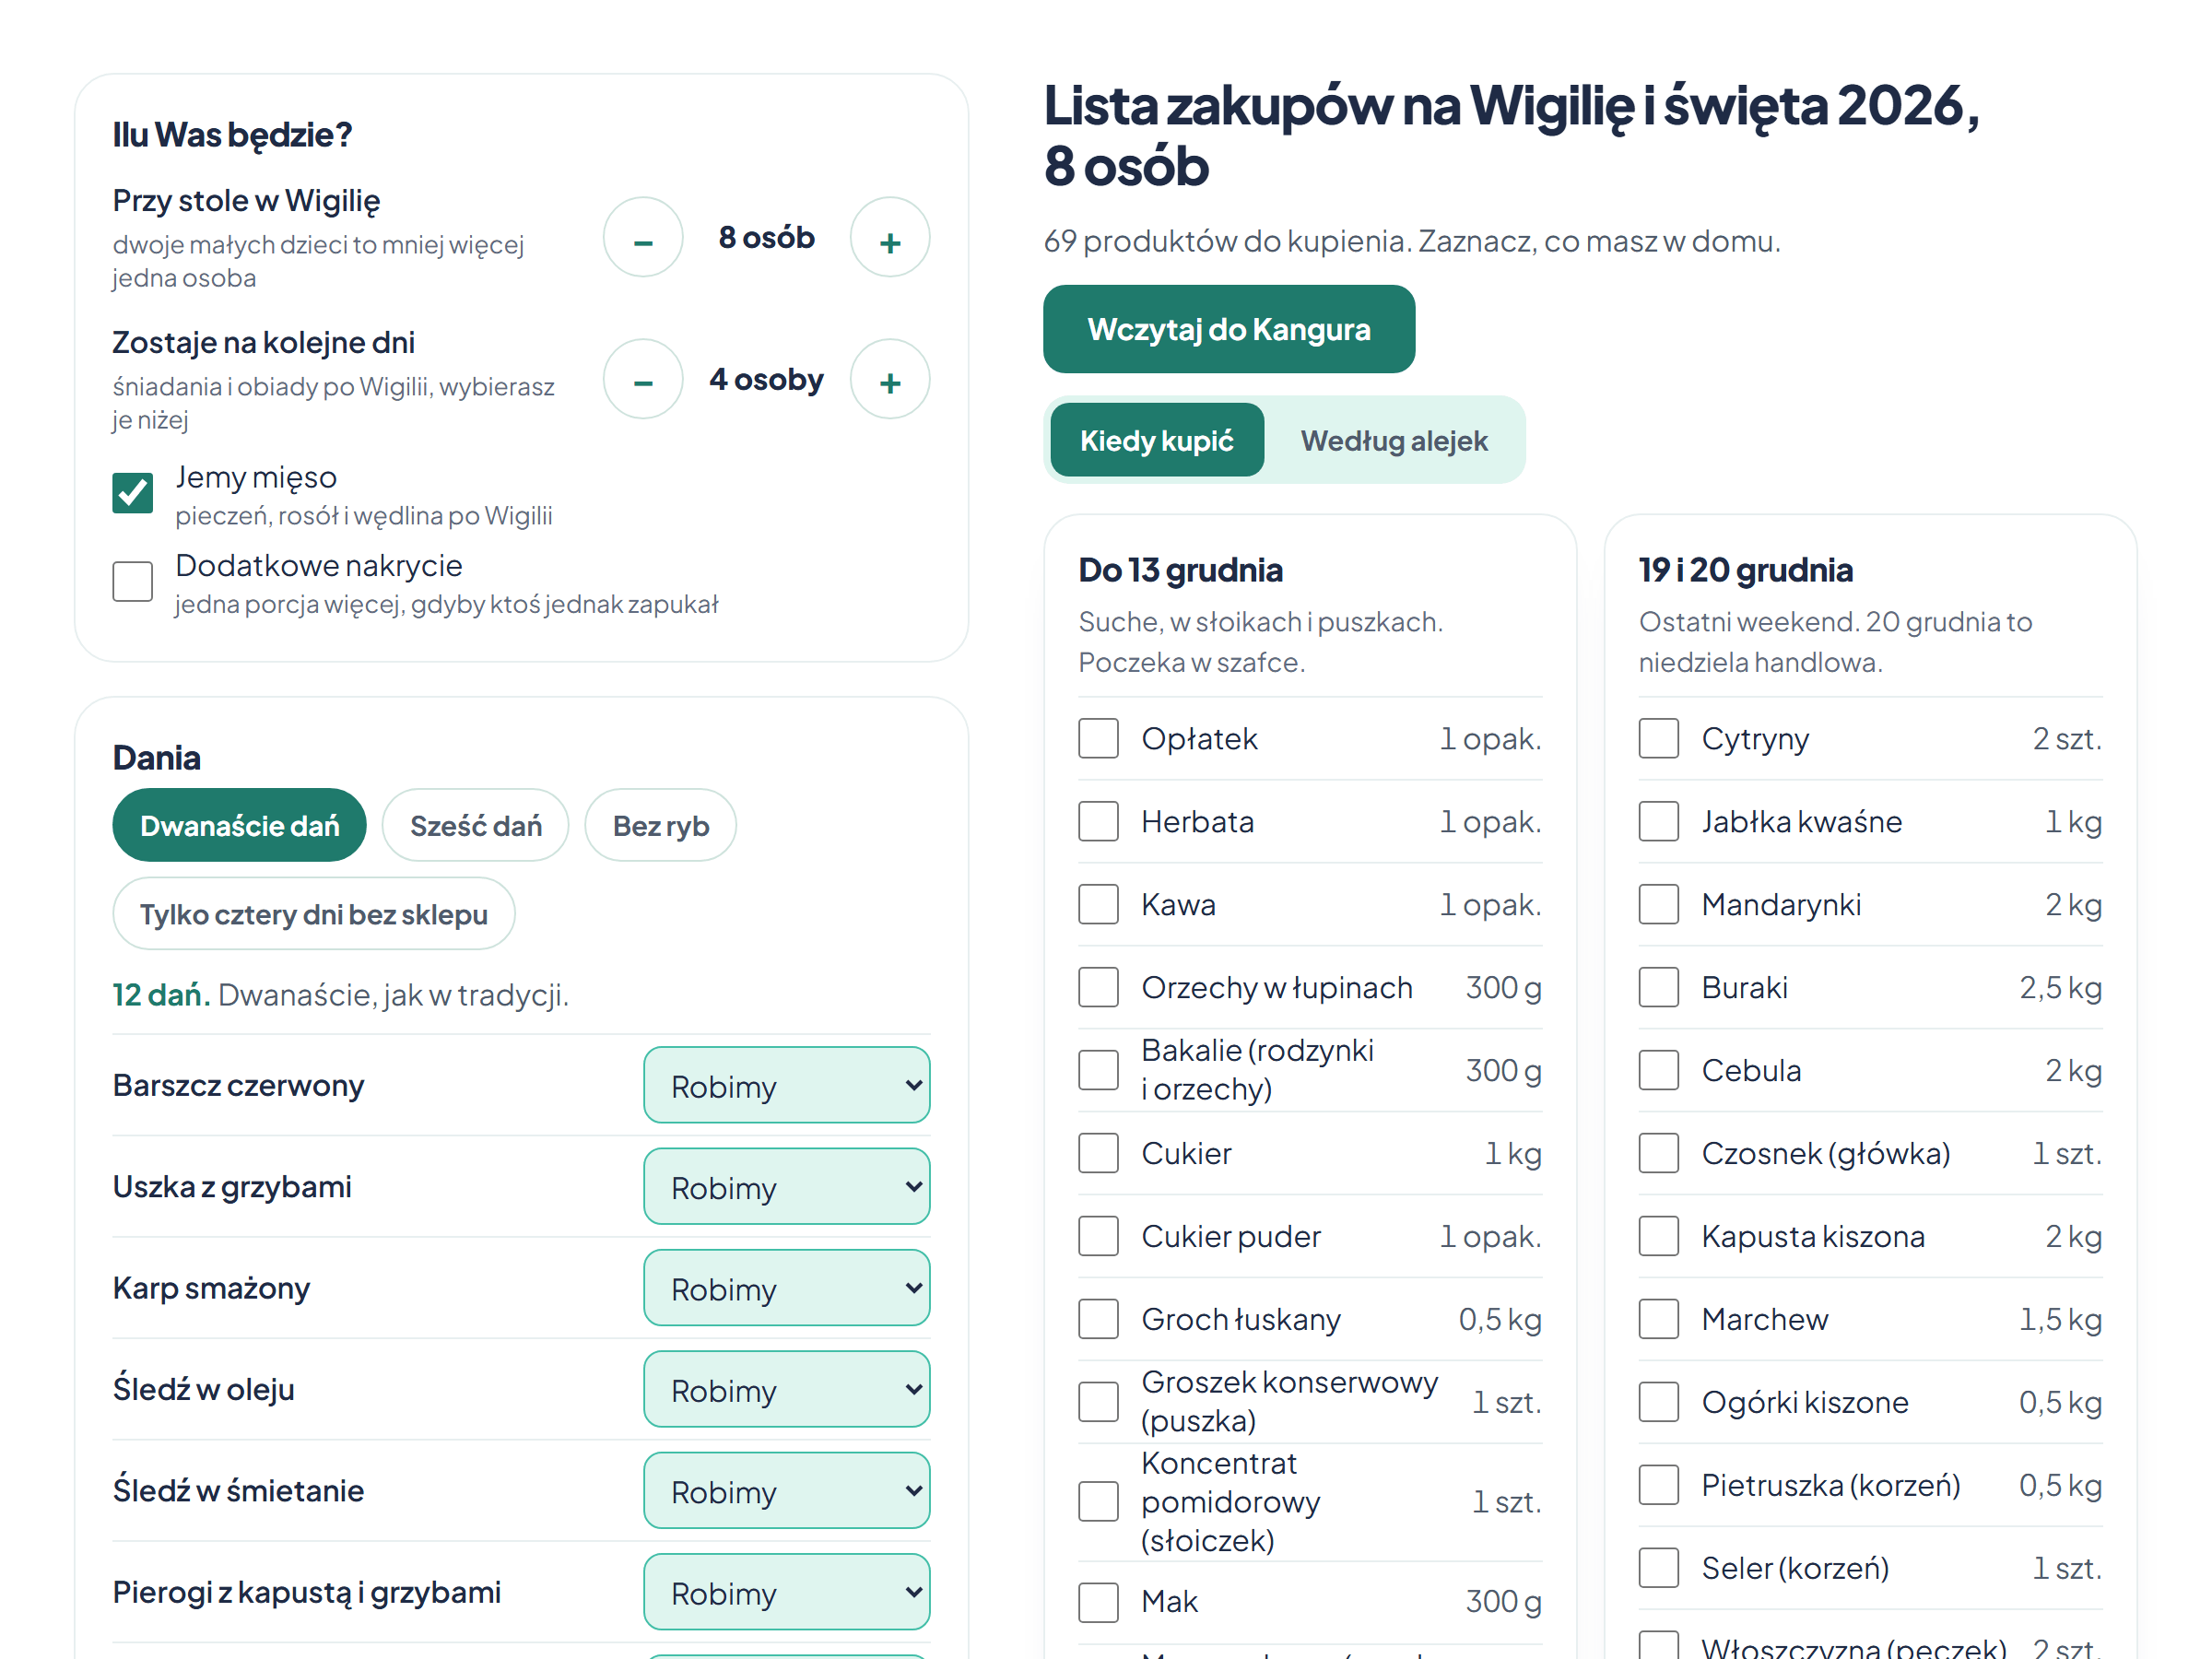 Ilu Was będzie?
Przy stole w Wigilię
dwoje małych dzieci to mniej więcej
jedna osoba
− 8 osób +
Zostaje na kolejne dni
śniadania i obiady po Wigilii, wybierasz
je niżej
− 4 osoby +
Jemy mięso
pieczeń, rosół i wędlina po Wigilii
Dodatkowe nakrycie
jedna porcja więcej, gdyby ktoś jednak zapukał
Dania
Dwanaście dań Sześć dań Bez ryb
Tylko cztery dni bez sklepu
12 dań. Dwanaście, jak w tradycji.
Barszcz czerwony Robimy
Uszka z grzybami Robimy
Karp smażony Robimy
Śledź w oleju Robimy
Śledź w śmietanie Robimy
Pierogi z kapustą i grzybami Robimy
Lista zakupów na Wigilię i święta 2026,
8 osób
69 produktów do kupienia. Zaznacz, co masz w domu.
Wczytaj do Kangura
Kiedy kupić Według alejek
Do 13 grudnia
Suche, w słoikach i puszkach.
Poczeka w szafce.
Opłatek 1 opak.
Herbata 1 opak.
Kawa 1 opak.
Orzechy w łupinach 300 g
Bakalie (rodzynki
i orzechy) 300 g
Cukier 1 kg
Cukier puder 1 opak.
Groch łuskany 0,5 kg
Groszek konserwowy
(puszka) 1 szt.
Koncentrat
pomidorowy 1 szt.
(słoiczek)
Mak 300 g
19 i 20 grudnia
Ostatni weekend. 20 grudnia to
niedziela handlowa.
Cytryny 2 szt.
Jabłka kwaśne 1 kg
Mandarynki 2 kg
Buraki 2,5 kg
Cebula 2 kg
Czosnek (główka) 1 szt.
Kapusta kiszona 2 kg
Marchew 1,5 kg
Ogórki kiszone 0,5 kg
Pietruszka (korzeń) 0,5 kg
Seler (korzeń) 1 szt.
Włoszczyzna (pęczek) 2 szt.